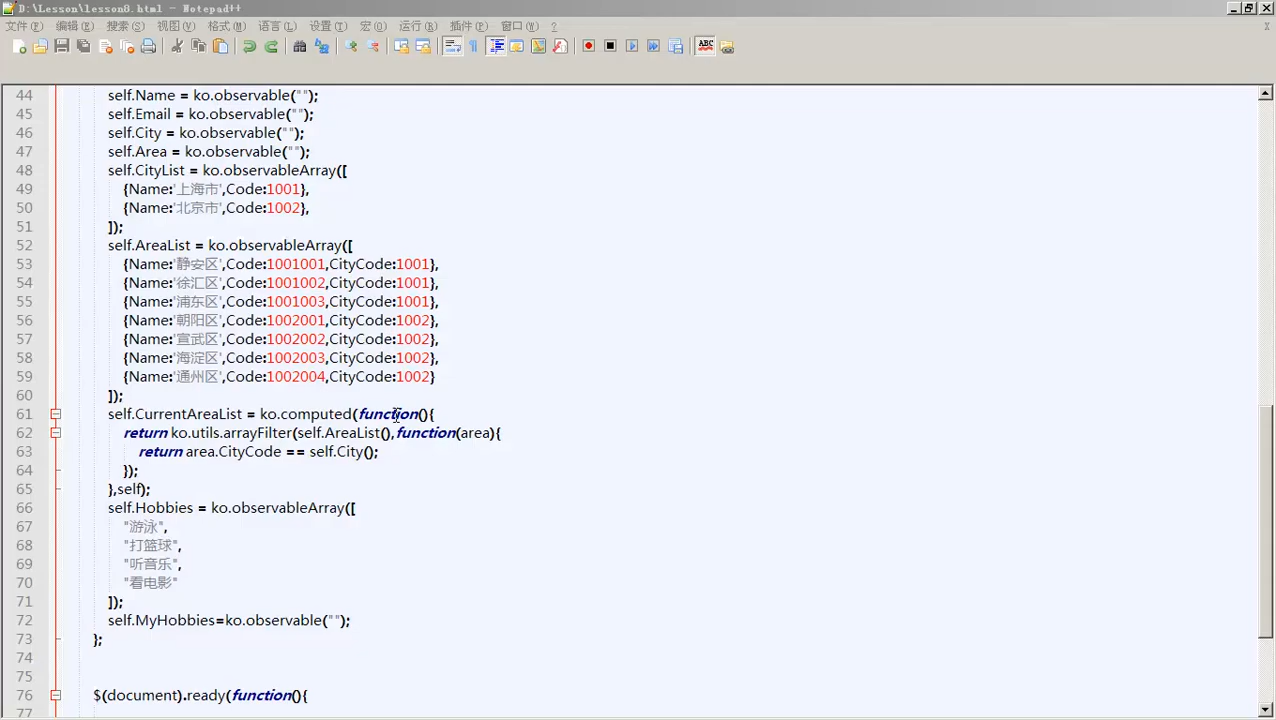 D:\Lesson\lesson8.html - Notepad++
文件(F) 编辑(E) 搜索(S) 视图(V) 格式(M) 语言(L) 设置(T) 宏(O) 运行(R) 插件(P) 窗口(W) ? X
ABC
44 self.Name = ko.observable("");
45 self.Email = ko.observable("");
46 self.City = ko.observable("");
47 self.Area = ko.observable("");
48 self.CityList = ko.observableArray([
49 {Name:'上海市',Code:1001},
50 {Name:'北京市',Code:1002},
51 ]);
52 self.AreaList = ko.observableArray([
53 {Name:'静安区',Code:1001001,CityCode:1001},
54 {Name:'徐汇区',Code:1001002,CityCode:1001},
55 {Name:'浦东区',Code:1001003,CityCode:1001},
56 {Name:'朝阳区',Code:1002001,CityCode:1002},
57 {Name:'宣武区',Code:1002002,CityCode:1002},
58 {Name:'海淀区',Code:1002003,CityCode:1002},
59 {Name:'通州区',Code:1002004,CityCode:1002}
60 ]);
61 self.CurrentAreaList = ko.computed(function(){
62 return ko.utils.arrayFilter(self.AreaList(),function(area){
63 return area.CityCode == self.City();
64 });
65 },self);
66 self.Hobbies = ko.observableArray([
67 "游泳",
68 "打篮球",
69 "听音乐",
70 "看电影"
71 ]);
72 self.MyHobbies=ko.observable("");
73 };
74
75
76 $(document).ready(function(){
77